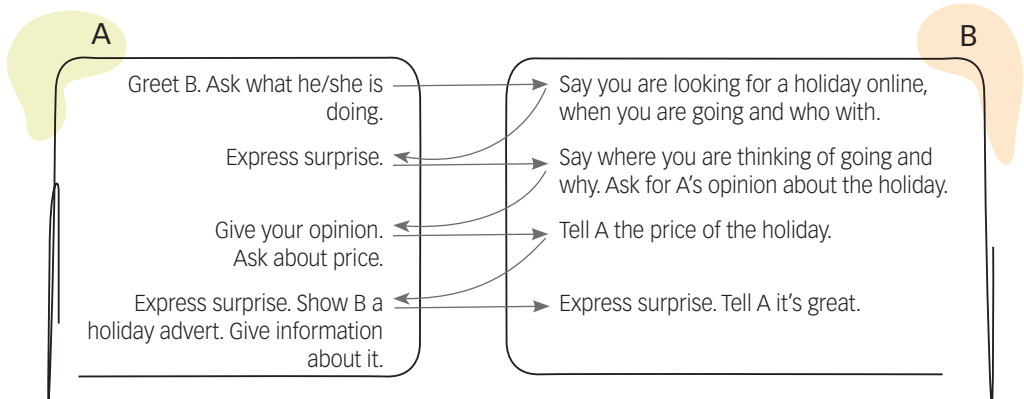 A
Greet B. Ask what he/she is
doing.
Express surprise.
Give your opinion.
Ask about price.
Express surprise. Show B a
holiday advert. Give information
about it.
B
Say you are looking for a holiday online,
when you are going and who with.
Say where you are thinking of going and
why. Ask for A's opinion about the holiday.
Tell A the price of the holiday.
Express surprise. Tell A it's great.